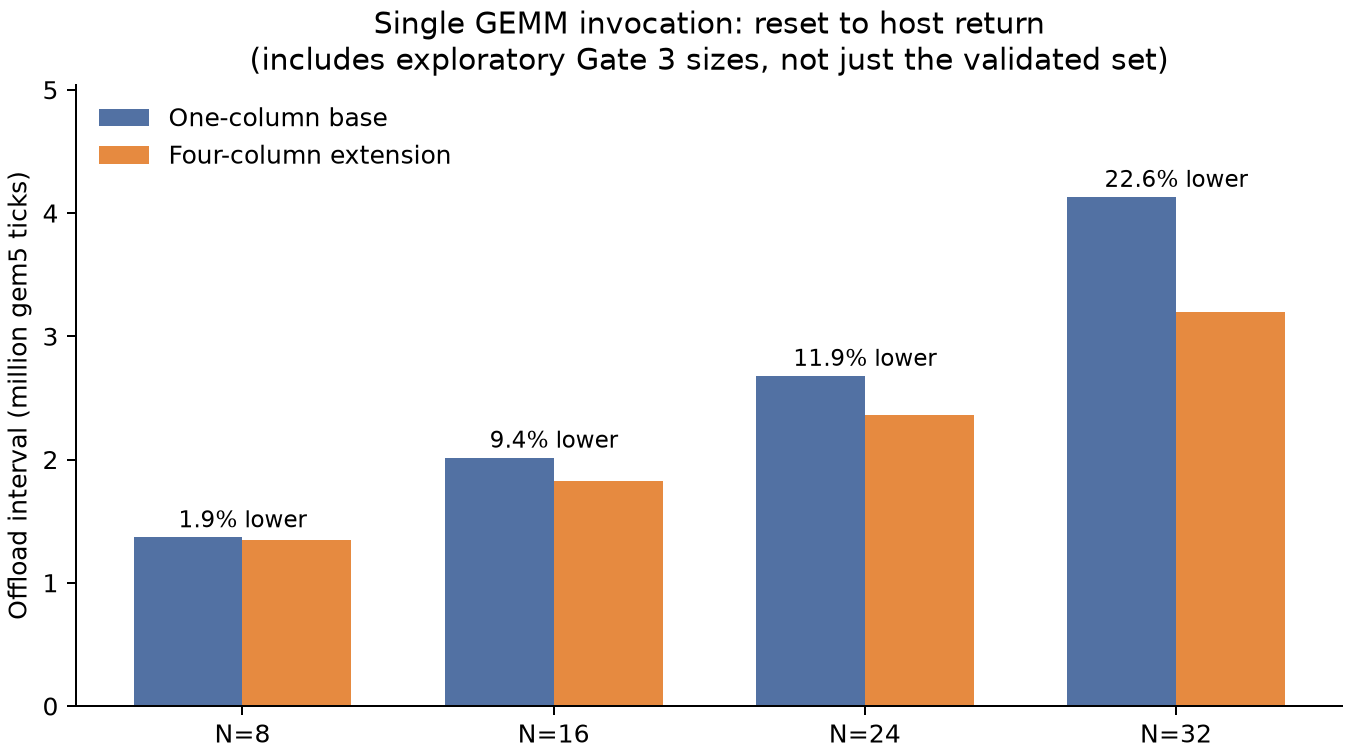 Single GEMM invocation: reset to host return
(includes exploratory Gate 3 sizes, not just the validated set)
Offload interval (million gem5 ticks)
5
4
3
2
1
0
One-column base
Four-column extension
1.9% lower
9.4% lower
11.9% lower
22.6% lower
N=8
N=16
N=24
N=32